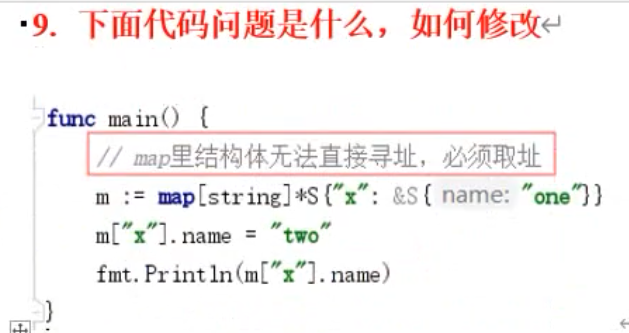 9. 下面代码问题是什么，如何修改
func main() {
// map里结构体无法直接寻址，必须取址
m := map[string]*S{"x": &S{ name: "one"}}
m["x"].name = "two"
fmt.Println(m["x"].name)
}